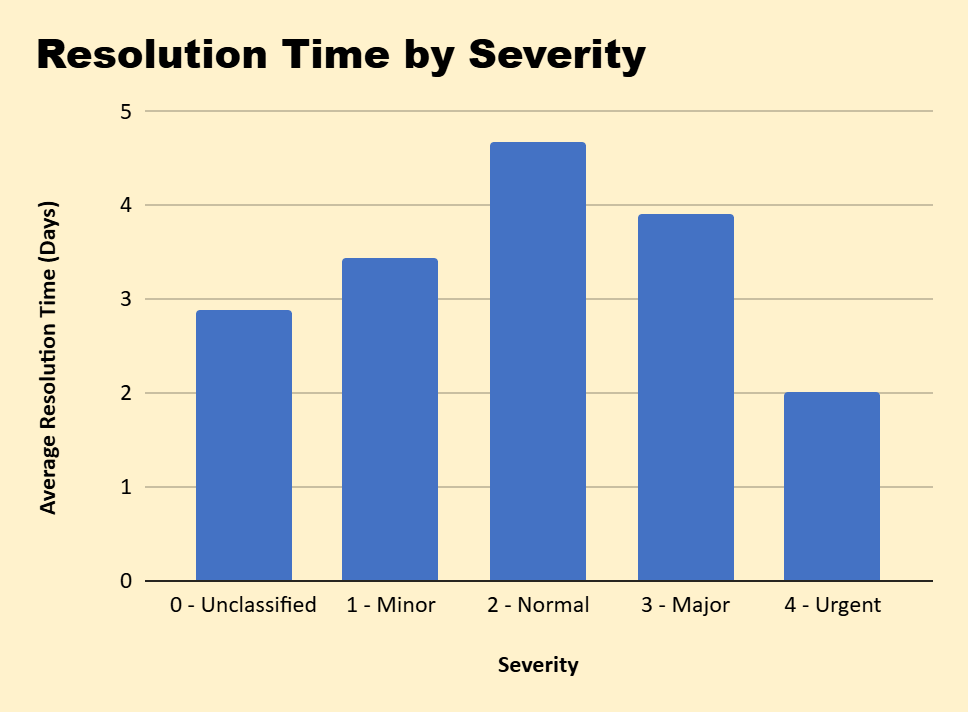 Resolution Time by Severity
5
4
3
2
1
0
Average Resolution Time (Days)
0 - Unclassified
1 - Minor
2 - Normal
3 - Major
4 - Urgent
Severity